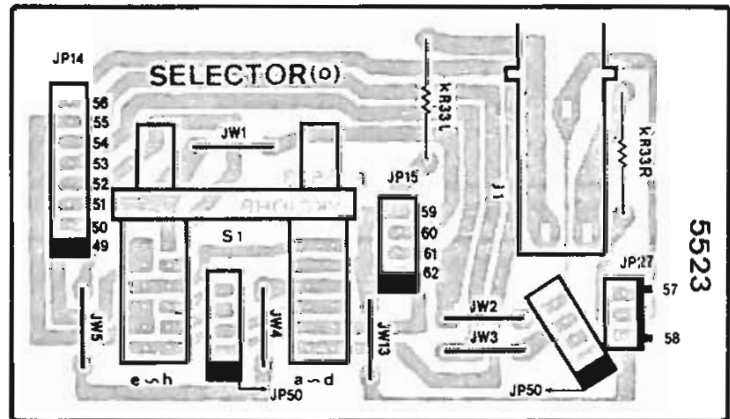 JP14
SELECTOR(o)
56
55
54
53
52
51
50
49
JW1
kR33L
kR33R
J1
JP15
59
60
61
62
S1
5523
JP27
57
58
JW5
JW4
JW13
JW2
JW3
e~h
a~d
JP50
JP50